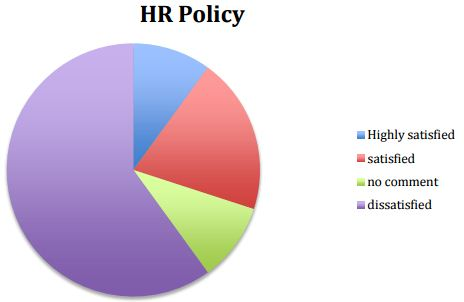 HR Policy
Highly satisfied
satisfied
no comment
dissatisfied